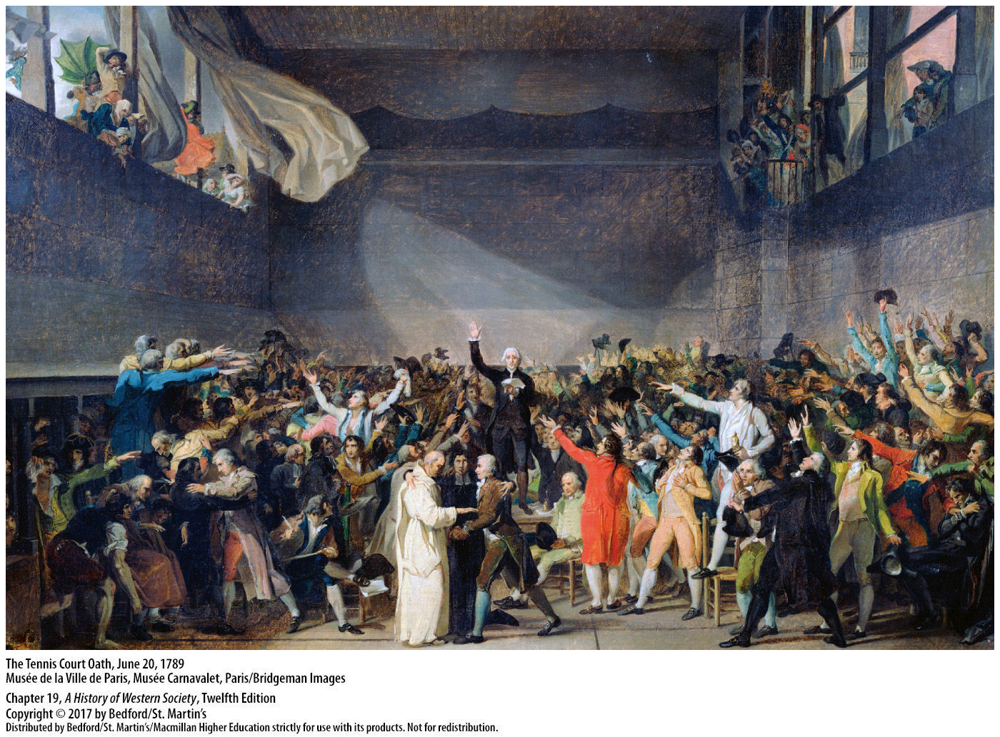 The Tennis Court Oath, June 20, 1789
Musée de la Ville de Paris, Musée Carnavalet, Paris/Bridgeman Images
Chapter 19, A History of Western Society, Twelfth Edition
Copyright © 2017 by Bedford/St. Martin's
Distributed by Bedford/St. Martin's/Macmillan Higher Education strictly for use with its products. Not for redistribution.